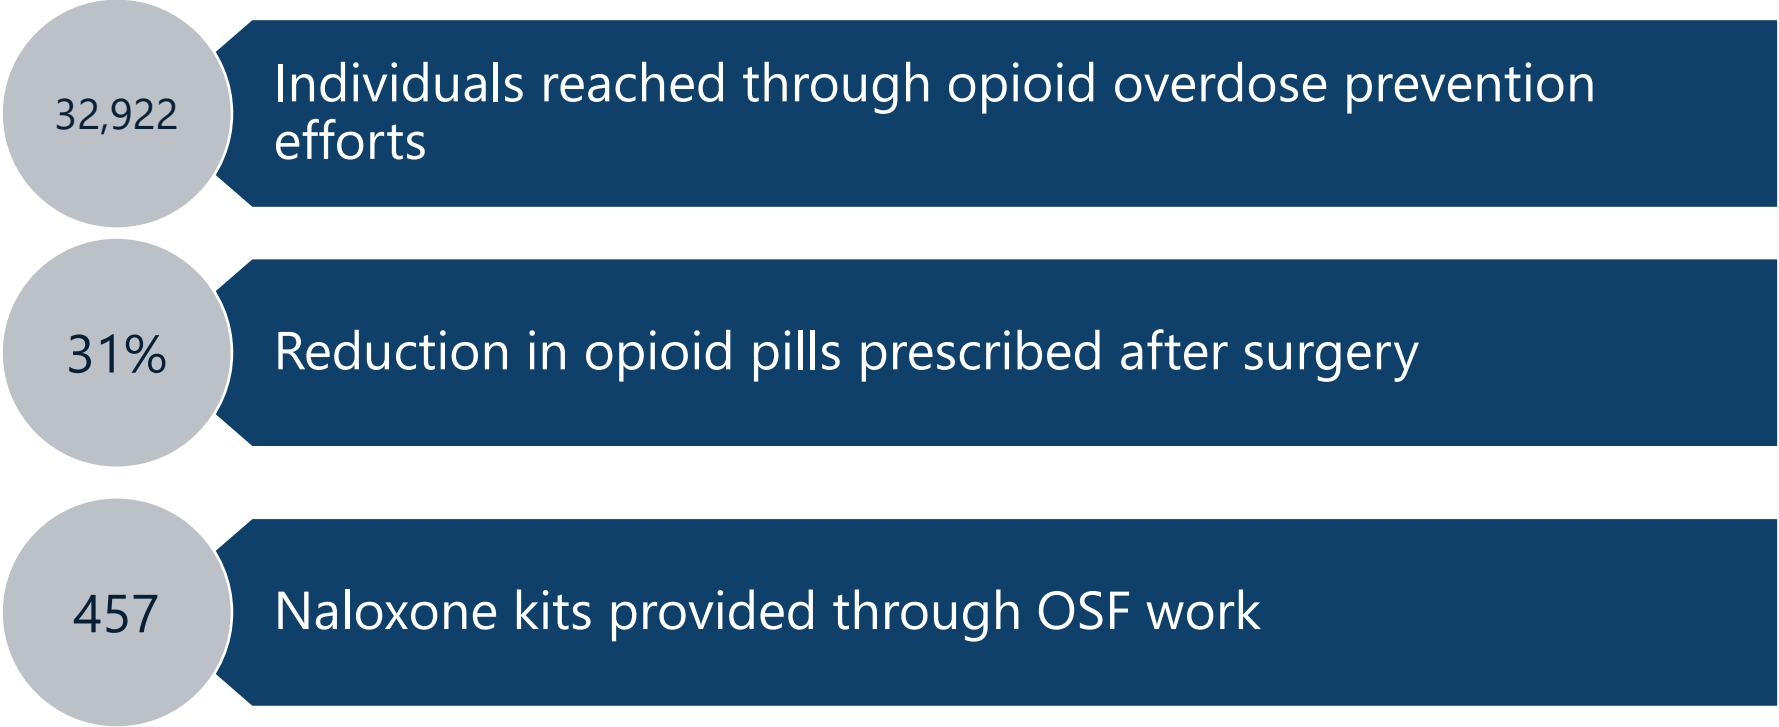 32,922
Individuals reached through opioid overdose prevention
efforts
31%
Reduction in opioid pills prescribed after surgery
457
Naloxone kits provided through OSF work